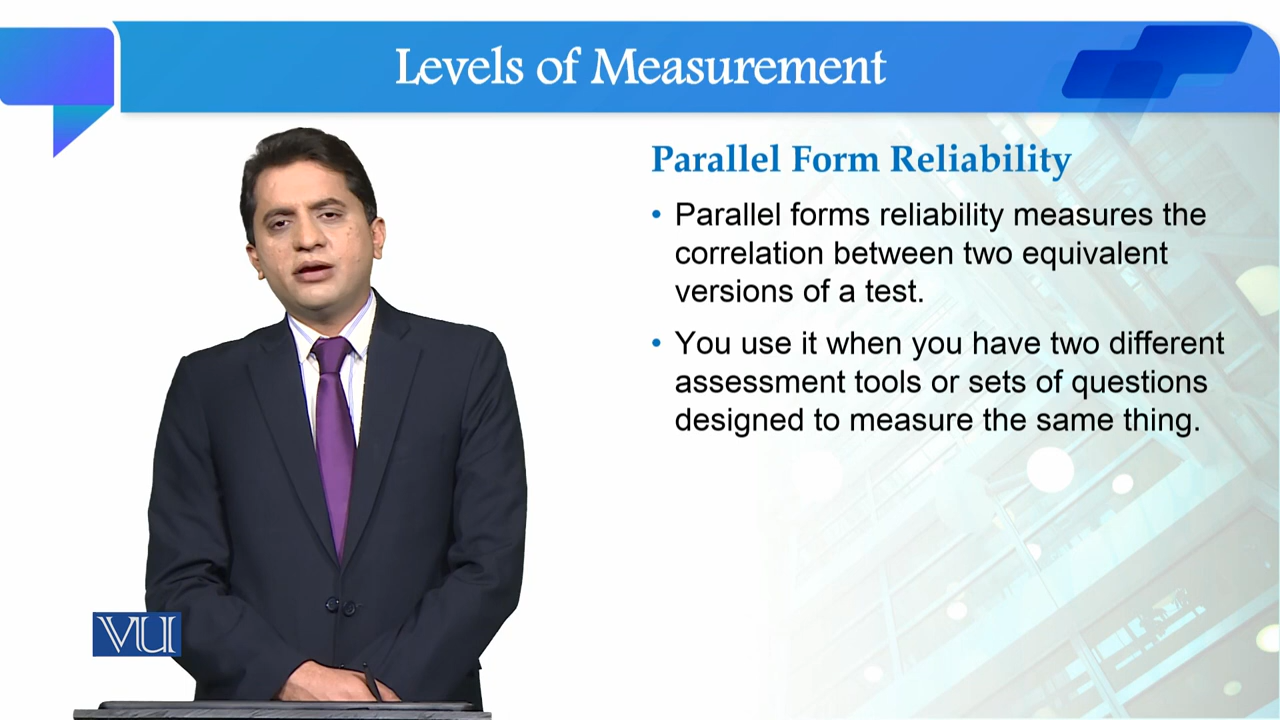 Levels of Measurement
Parallel Form Reliability
• Parallel forms reliability measures the
correlation between two equivalent
versions of a test.
• You use it when you have two different
assessment tools or sets of questions
designed to measure the same thing.
VU